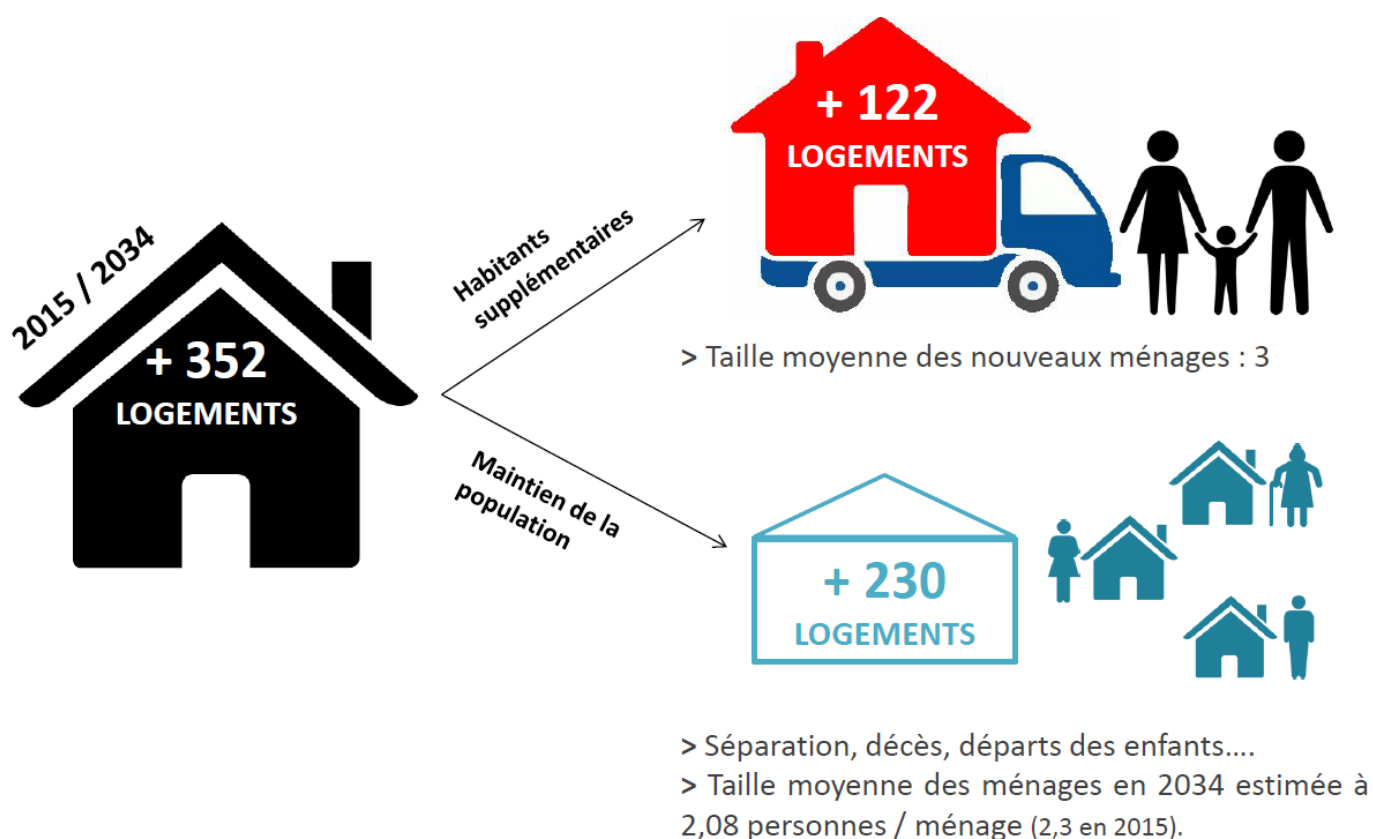 2015 / 2034
+ 352
LOGEMENTS
Habitants
supplémentaires
+ 122
LOGEMENTS
> Taille moyenne des nouveaux ménages : 3
Maintien de la
population
+ 230
LOGEMENTS
> Séparation, décès, départs des enfants....
> Taille moyenne des ménages en 2034 estimée à
2,08 personnes / ménage (2,3 en 2015).